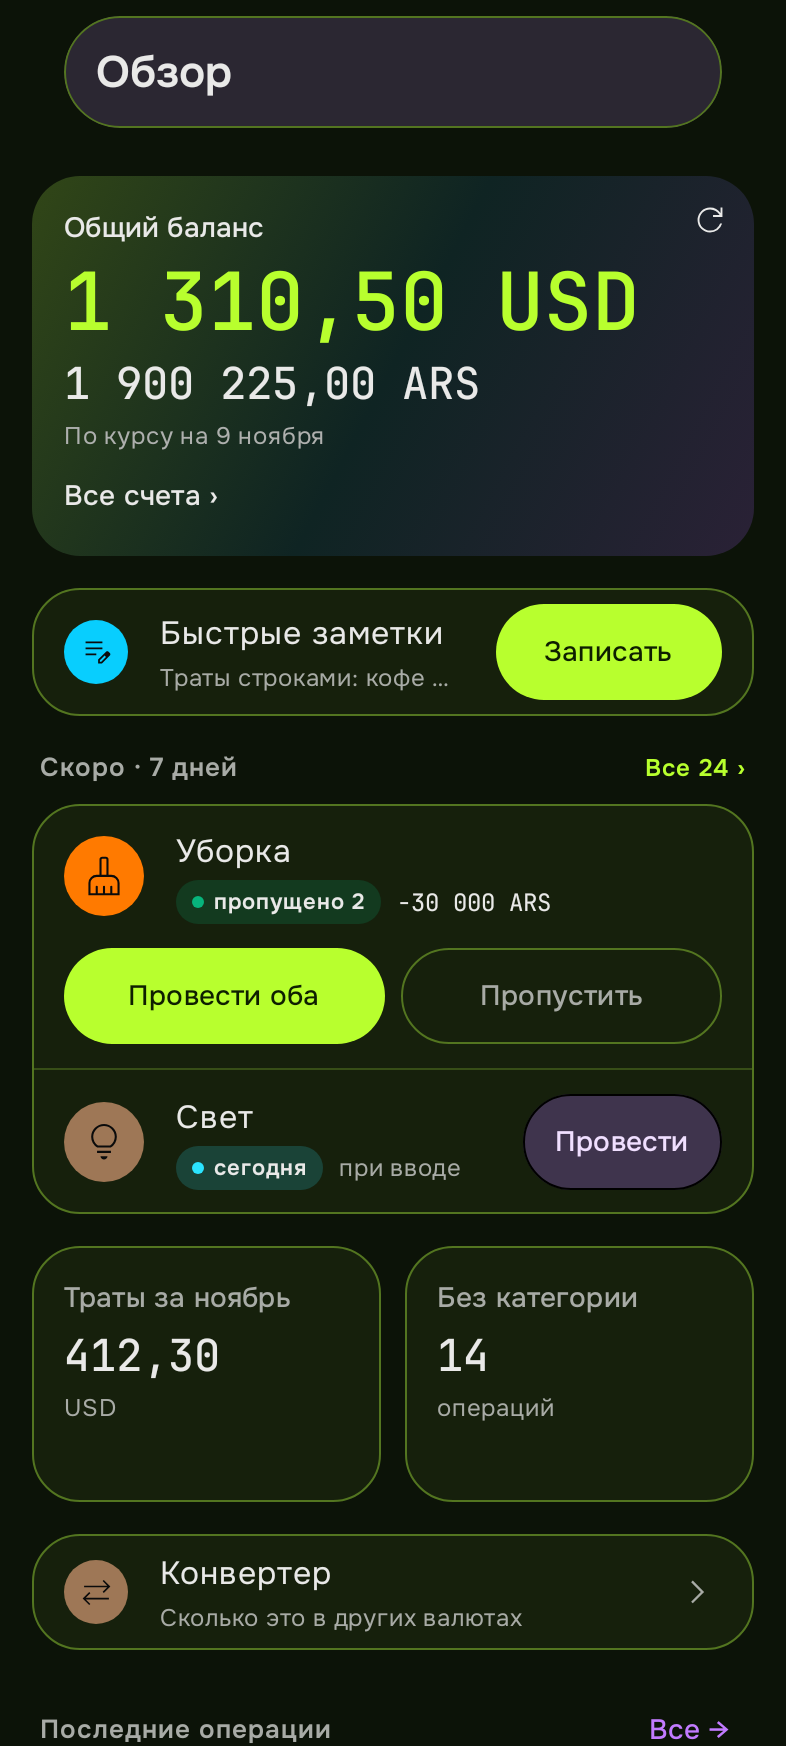 Обзор
Общий баланс
1 310,50 USD
1 900 225,00 ARS
По курсу на 9 ноября
Все счета ›
Быстрые заметки
Траты строками: кофе ...
Записать
Скоро · 7 дней
Все 24 ›
Уборка
пропущено 2
-30 000 ARS
Провести оба
Пропустить
Свет
сегодня
при вводе
Провести
Траты за ноябрь
412,30
USD
Без категории
14
операций
Конвертер
Сколько это в других валютах
Последние операции
Все →